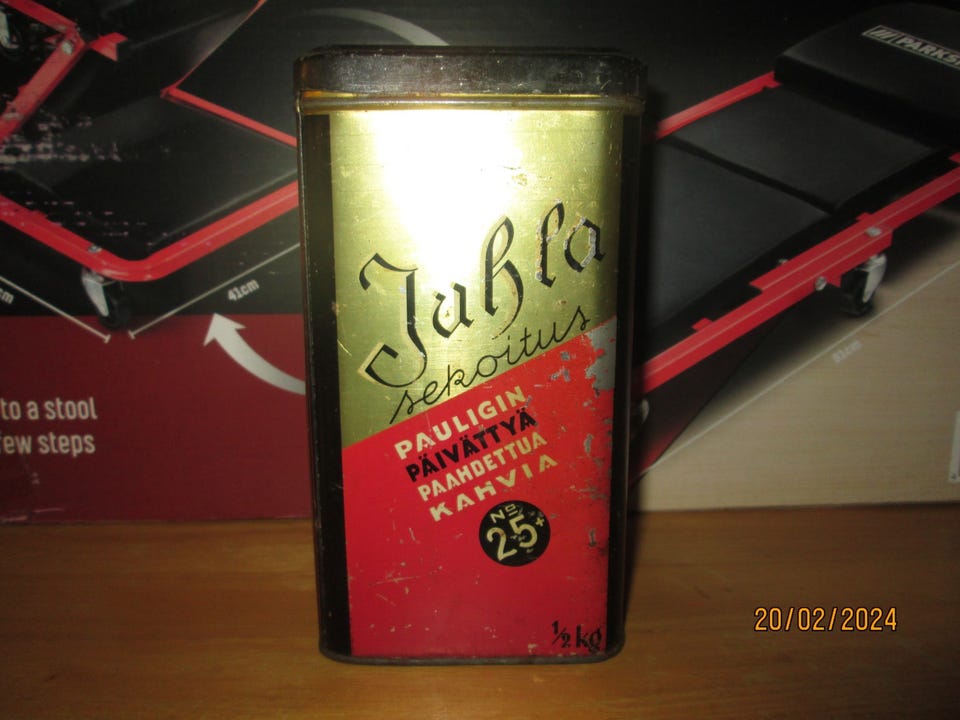 Juhla
sekoitus
PAULIGIN
PÄIVÄTTYÄ
PAAHDETTUA
KAHVIA
No
25+
1/2 kg
41cm
to a stool
few steps
20/02/2024